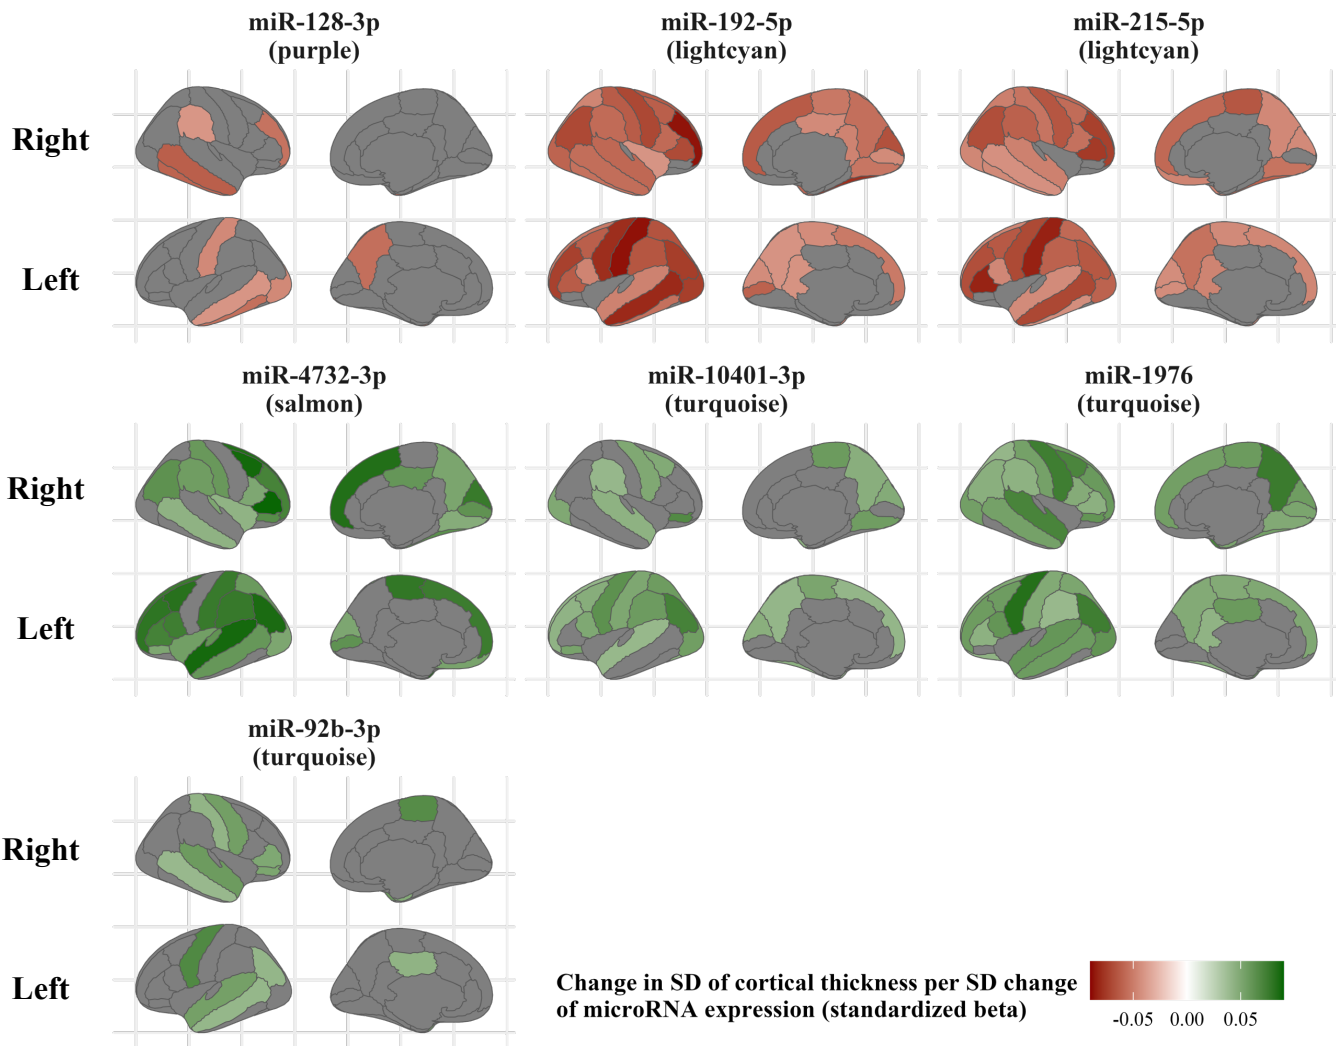 miR-128-3p
(purple)
miR-192-5p
(lightcyan)
miR-215-5p
(lightcyan)
Right
Left
miR-4732-3p
(salmon)
miR-10401-3p
(turquoise)
miR-1976
(turquoise)
Right
Left
miR-92b-3p
(turquoise)
Right
Left
Change in SD of cortical thickness per SD change
of microRNA expression (standardized beta)
-0.05 0.00 0.05